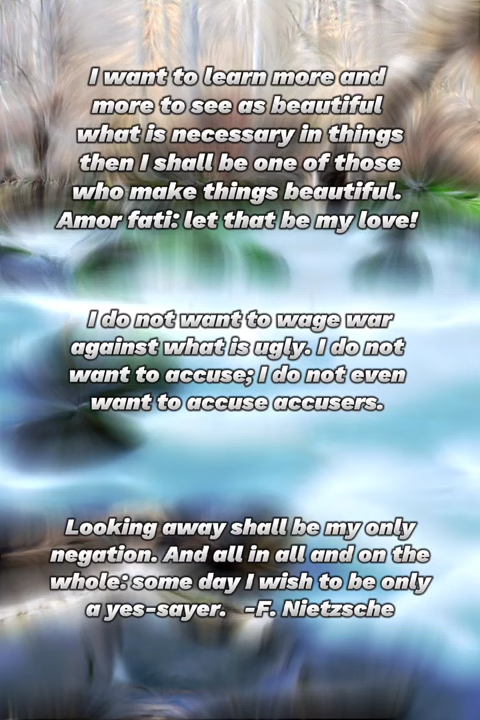 I want to learn more and
more to see as beautiful
what is necessary in things
then I shall be one of those
who make things beautiful.
Amor fati: let that be my love!
I do not want to wage war
against what is ugly. I do not
want to accuse; I do not even
want to accuse accusers.
Looking away shall be my only
negation. And all in all and on the
whole: some day I wish to be only
a yes-sayer. -F. Nietzsche